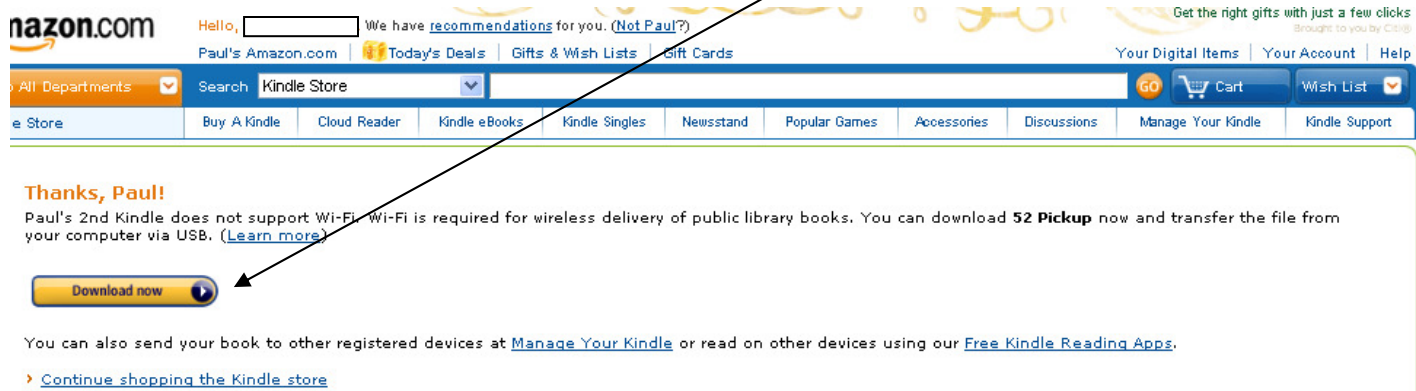 mazon.com
Hello, We have recommendations for you. (Not Paul?)
Get the right gifts with just a few clicks
Brought to you by Citi®
Paul's Amazon.com | Today's Deals | Gifts & Wish Lists | Gift Cards
Your Digital Items | Your Account | Help
All Departments Search Kindle Store GO Cart Wish List
e Store Buy A Kindle Cloud Reader Kindle eBooks Kindle Singles Newsstand Popular Games Accessories Discussions Manage Your Kindle Kindle Support
Thanks, Paul!
Paul's 2nd Kindle does not support Wi-Fi. Wi-Fi is required for wireless delivery of public library books. You can download 52 Pickup now and transfer the file from
your computer via USB. (Learn more)
Download now
You can also send your book to other registered devices at Manage Your Kindle or read on other devices using our Free Kindle Reading Apps.
› Continue shopping the Kindle store